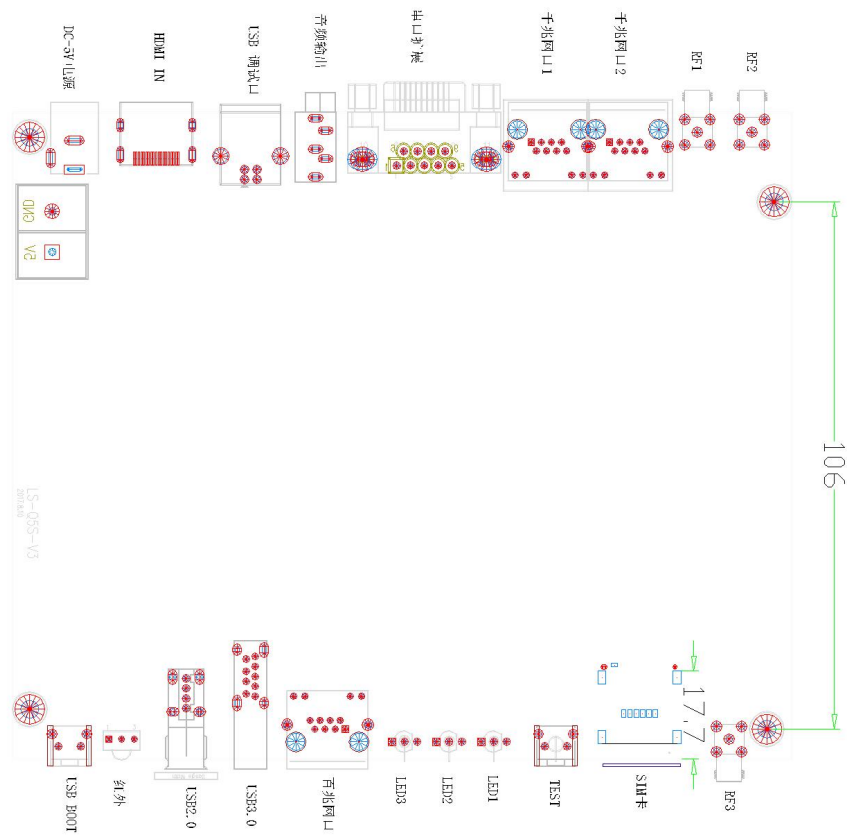 DC-5V电源
HDMI IN
USB 调试口
音频输出
串口扩展
千兆网口1
千兆网口2
RF1
RF2
GND
V5
106
LS-Q5S-V3
17.7
USB BOOT
红外
USB2.0
USB3.0
百兆网口
LED3
LED2
LED1
TEST
SIM卡
RF3